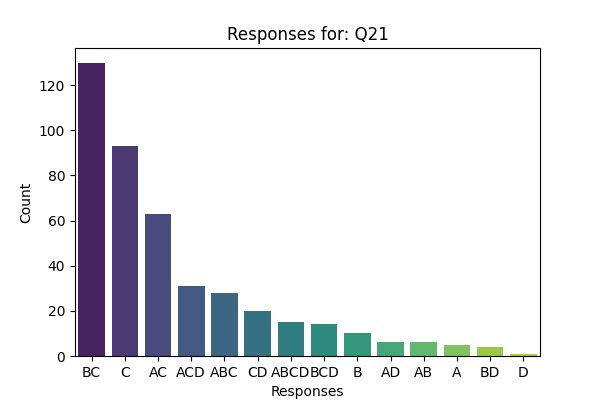 Responses for: Q21
Count
120
100
80
60
40
20
0
BC C AC ACD ABC CD ABCD BCD B AD AB A BD D
Responses